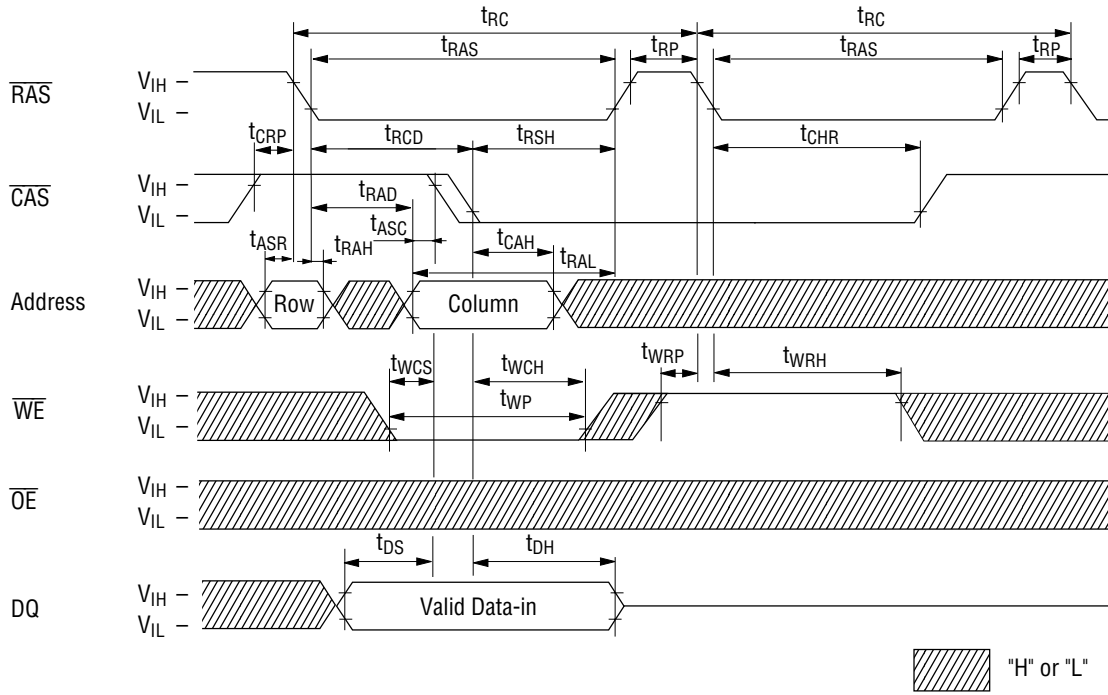 tRC tRC
tRAS tRP tRAS tRP
RAS VIH –
VIL –
tCRP tRCD tRSH tCHR
CAS VIH –
VIL –
tRAD
tASC tCAH
tASR tRAH tRAL
Address VIH –
VIL –
Row Column
tWCS tWCH tWRP tWRH
tWP
WE VIH –
VIL –
OE VIH –
VIL –
tDS tDH
DQ VIH –
VIL –
Valid Data-in
"H" or "L"